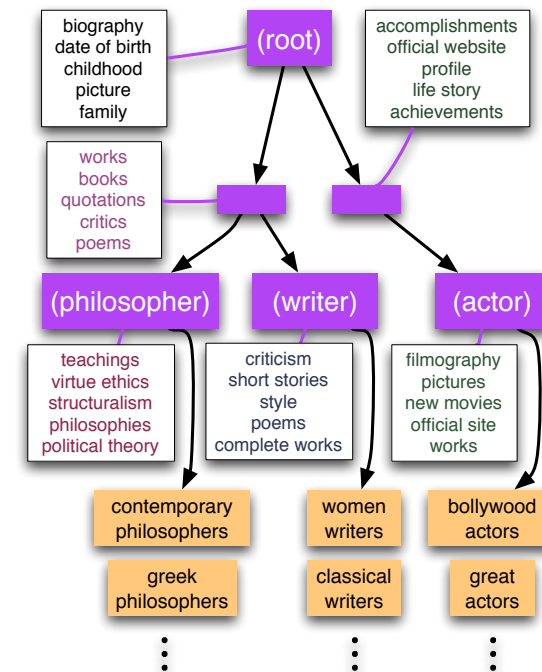 biography
date of birth
childhood
picture
family
(root)
accomplishments
official website
profile
life story
achievements
works
books
quotations
critics
poems
(philosopher)
(writer)
(actor)
teachings
virtue ethics
structuralism
philosophies
political theory
criticism
short stories
style
poems
complete works
filmography
pictures
new movies
official site
works
contemporary
philosophers
women
writers
bollywood
actors
greek
philosophers
classical
writers
great
actors